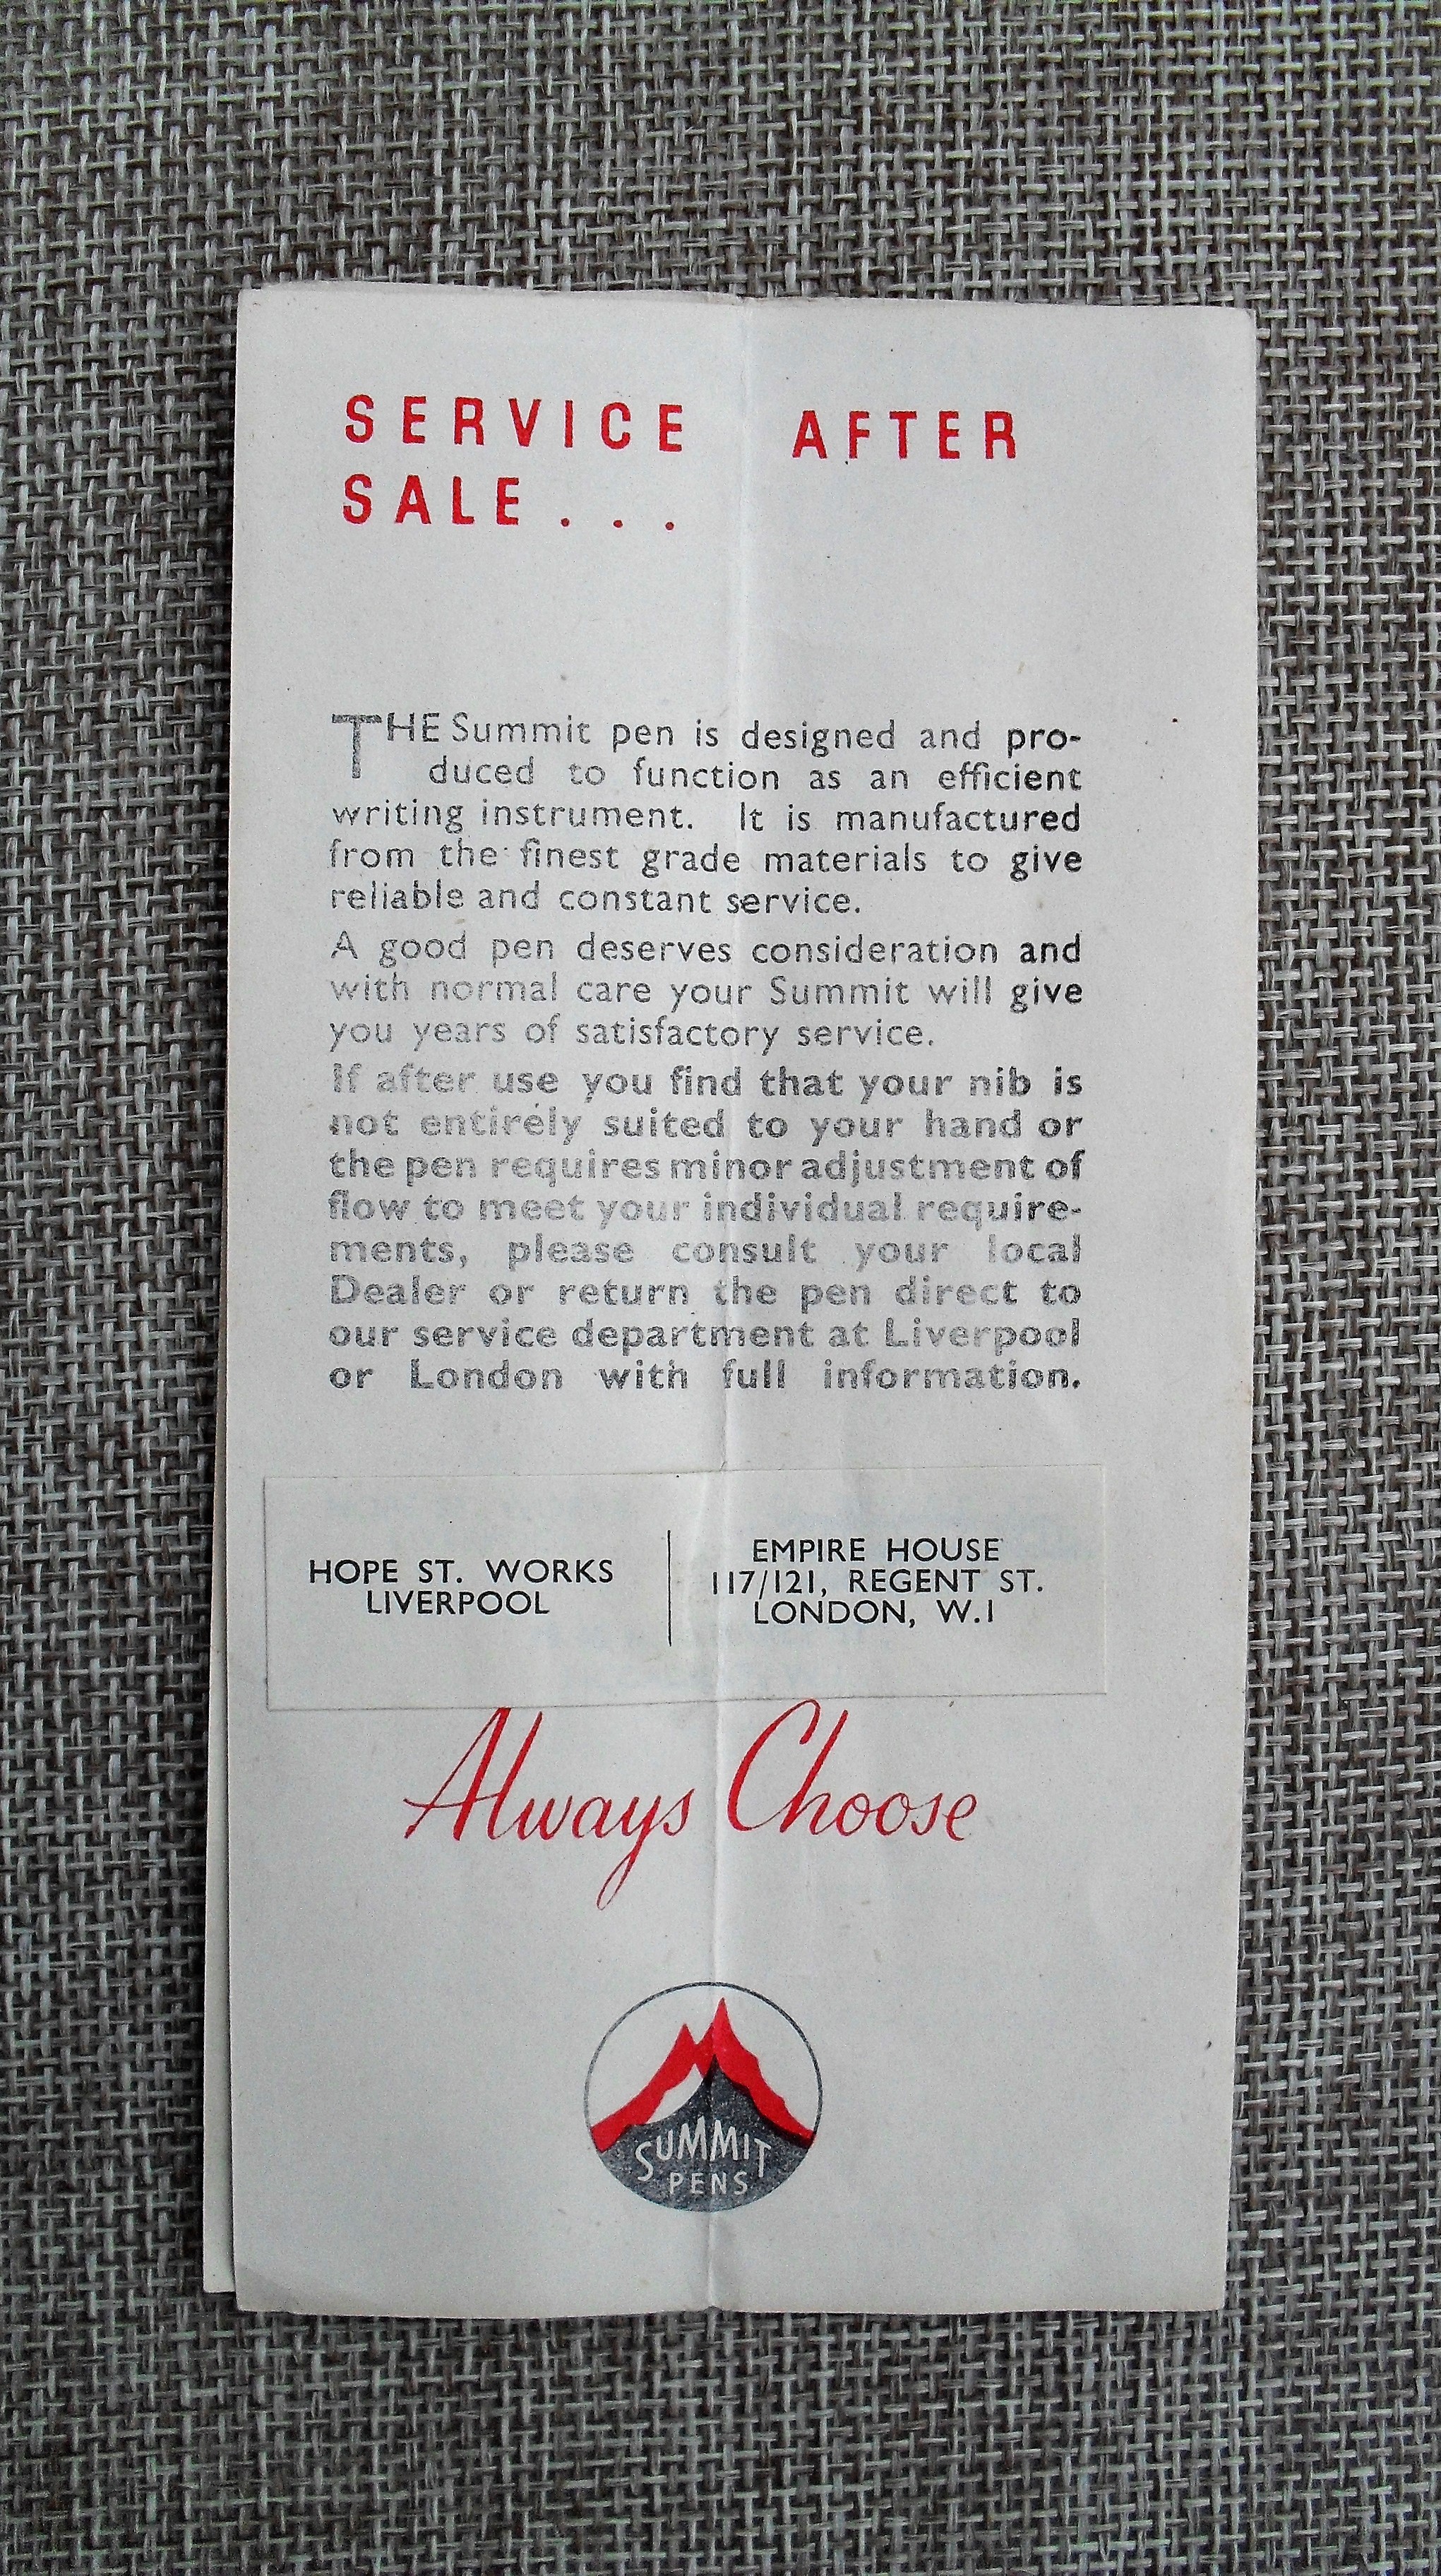 SERVICE AFTER
SALE...
THE Summit pen is designed and pro-
duced to function as an efficient
writing instrument. It is manufactured
from the finest grade materials to give
reliable and constant service.
A good pen deserves consideration and
with normal care your Summit will give
you years of satisfactory service.
If after use you find that your nib is
not entirely suited to your hand or
the pen requires minor adjustment of
flow to meet your individual require-
ments, please consult your local
Dealer or return the pen direct to
our service department at Liverpool
or London with full information.
HOPE ST. WORKS
LIVERPOOL
EMPIRE HOUSE
117/121, REGENT ST.
LONDON, W.1
Always Choose
SUMMIT
PENS